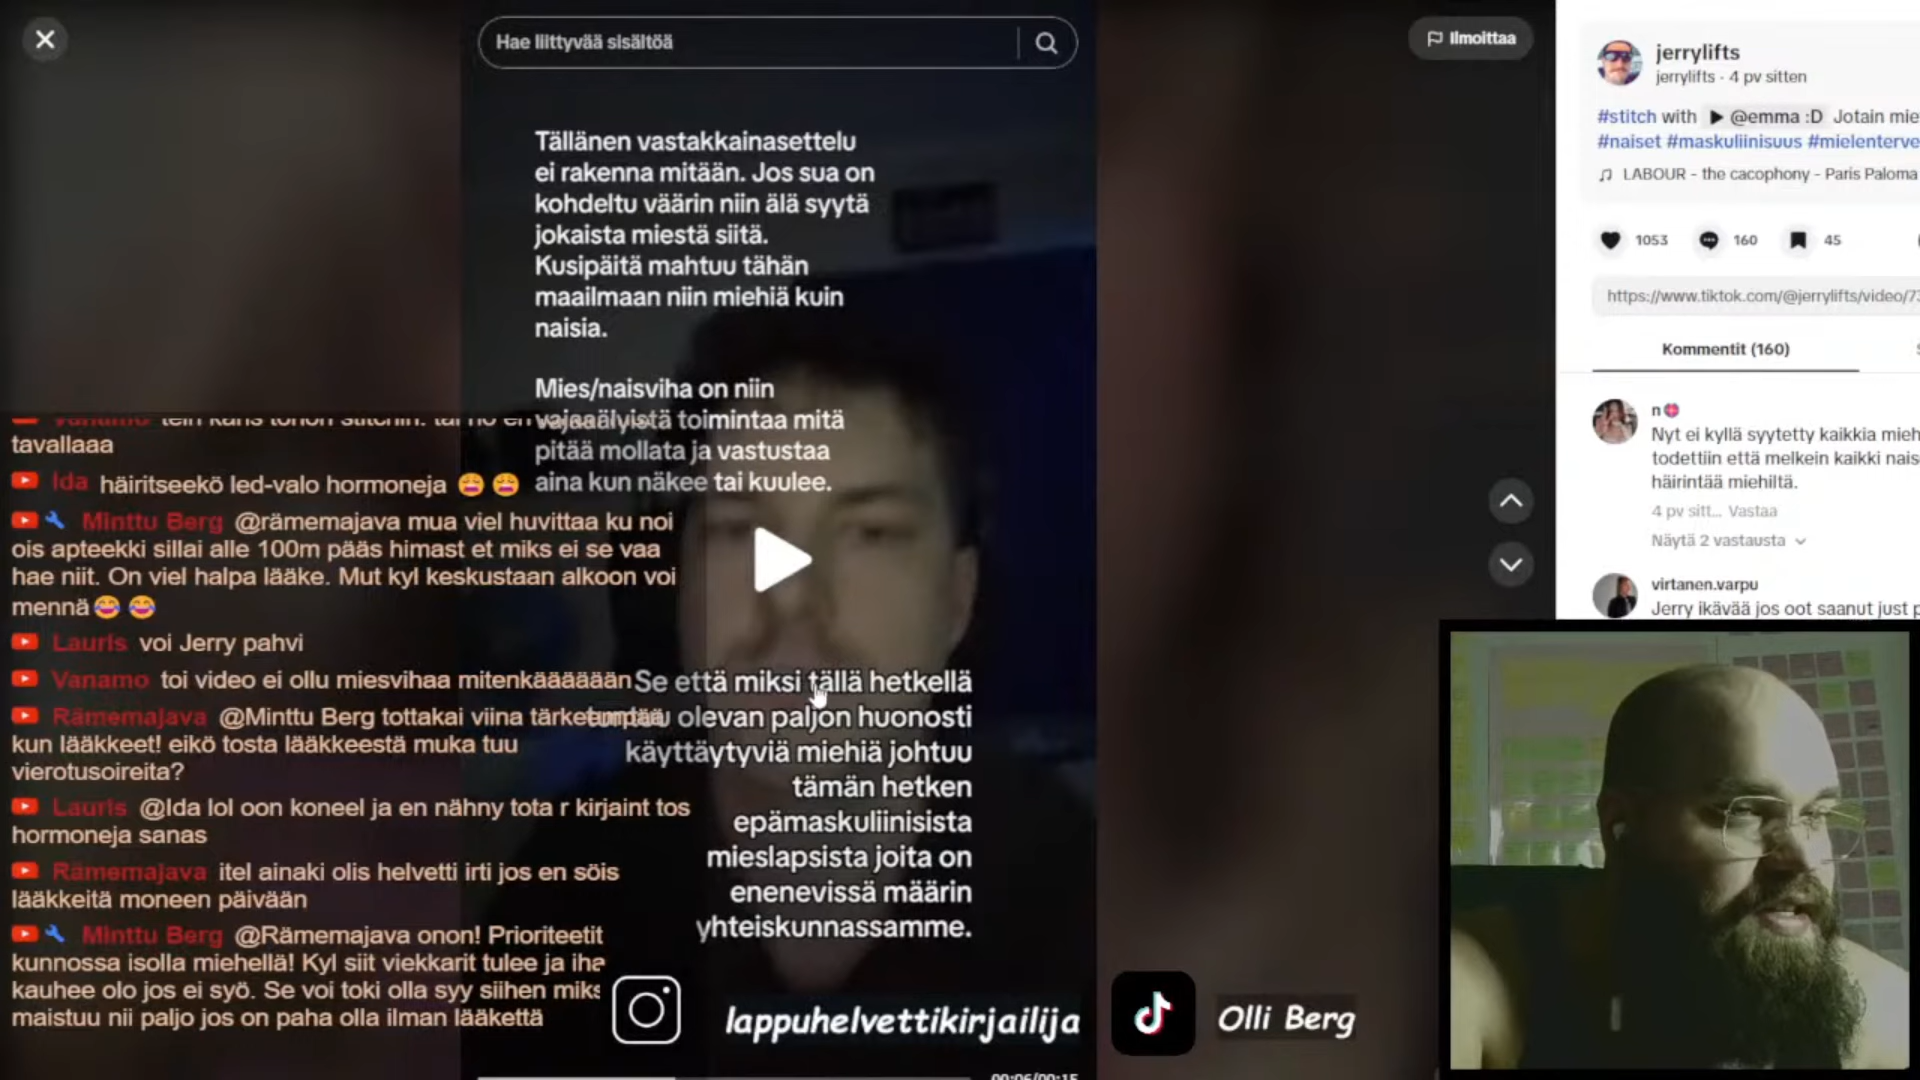 Hae liittyvää sisältöä
Ilmoittaa
Tällänen vastakkainasettelu
ei rakenna mitään. Jos sua on
kohdeltu väärin niin älä syytä
jokaista miestä siitä.
Kusipäitä mahtuu tähän
maailmaan niin miehiä kuin
naisia.
Mies/naisviha on niin
vajaaälyistä toimintaa mitä
pitää mollata ja vastustaa
aina kun näkee tai kuulee.
Se että miksi tällä hetkellä
tuntuu olevan paljon huonosti
käyttäytyviä miehiä johtuu
tämän hetken
epämaskuliinisista
mieslapsista joita on
enenevissä määrin
yhteiskunnassamme.
tavallaaa
Ida häiritseekö led-valo hormoneja 😩 😩
Minttu Berg @rämemajava mua viel huvittaa ku noi
ois apteekki sillai alle 100m pääs himast et miks ei se vaa
hae niit. On viel halpa lääke. Mut kyl keskustaan alkoon voi
mennä😂 😂
Lauris voi Jerry pahvi
Vanamo toi video ei ollu miesvihaa mitenkääääään
Rämemajava @Minttu Berg tottakai viina tärkeempää
kun lääkkeet! eikö tosta lääkkeestä muka tuu
vierotusoireita?
Lauris @Ida lol oon koneel ja en nähny tota r kirjaint tos
hormoneja sanas
Rämemajava itel ainaki olis helvetti irti jos en söis
lääkkeitä moneen päivään
Minttu Berg @Rämemajava onon! Prioriteetit
kunnossa isolla miehellä! Kyl siit viekkarit tulee ja iha
kauhee olo jos ei syö. Se voi toki olla syy siihen miks
maistuu nii paljo jos on paha olla ilman lääkettä
lappuhelvettikirjailija
Olli Berg
00:06/00:15
jerrylifts
jerrylifts · 4 pv sitten
#stitch with ▶ @emma :D Jotain mie
#naiset #maskuliinisuus #mielenterve
♫ LABOUR - the cacophony - Paris Paloma
1053 160 45
https://www.tiktok.com/@jerrylifts/video/73
Kommentit (160)
n
Nyt ei kyllä syytetty kaikkia mieh
todettiin että melkein kaikki nais
häirintää miehiltä.
4 pv sitt... Vastaa
Näytä 2 vastausta
virtanen.varpu
Jerry ikävää jos oot saanut just p